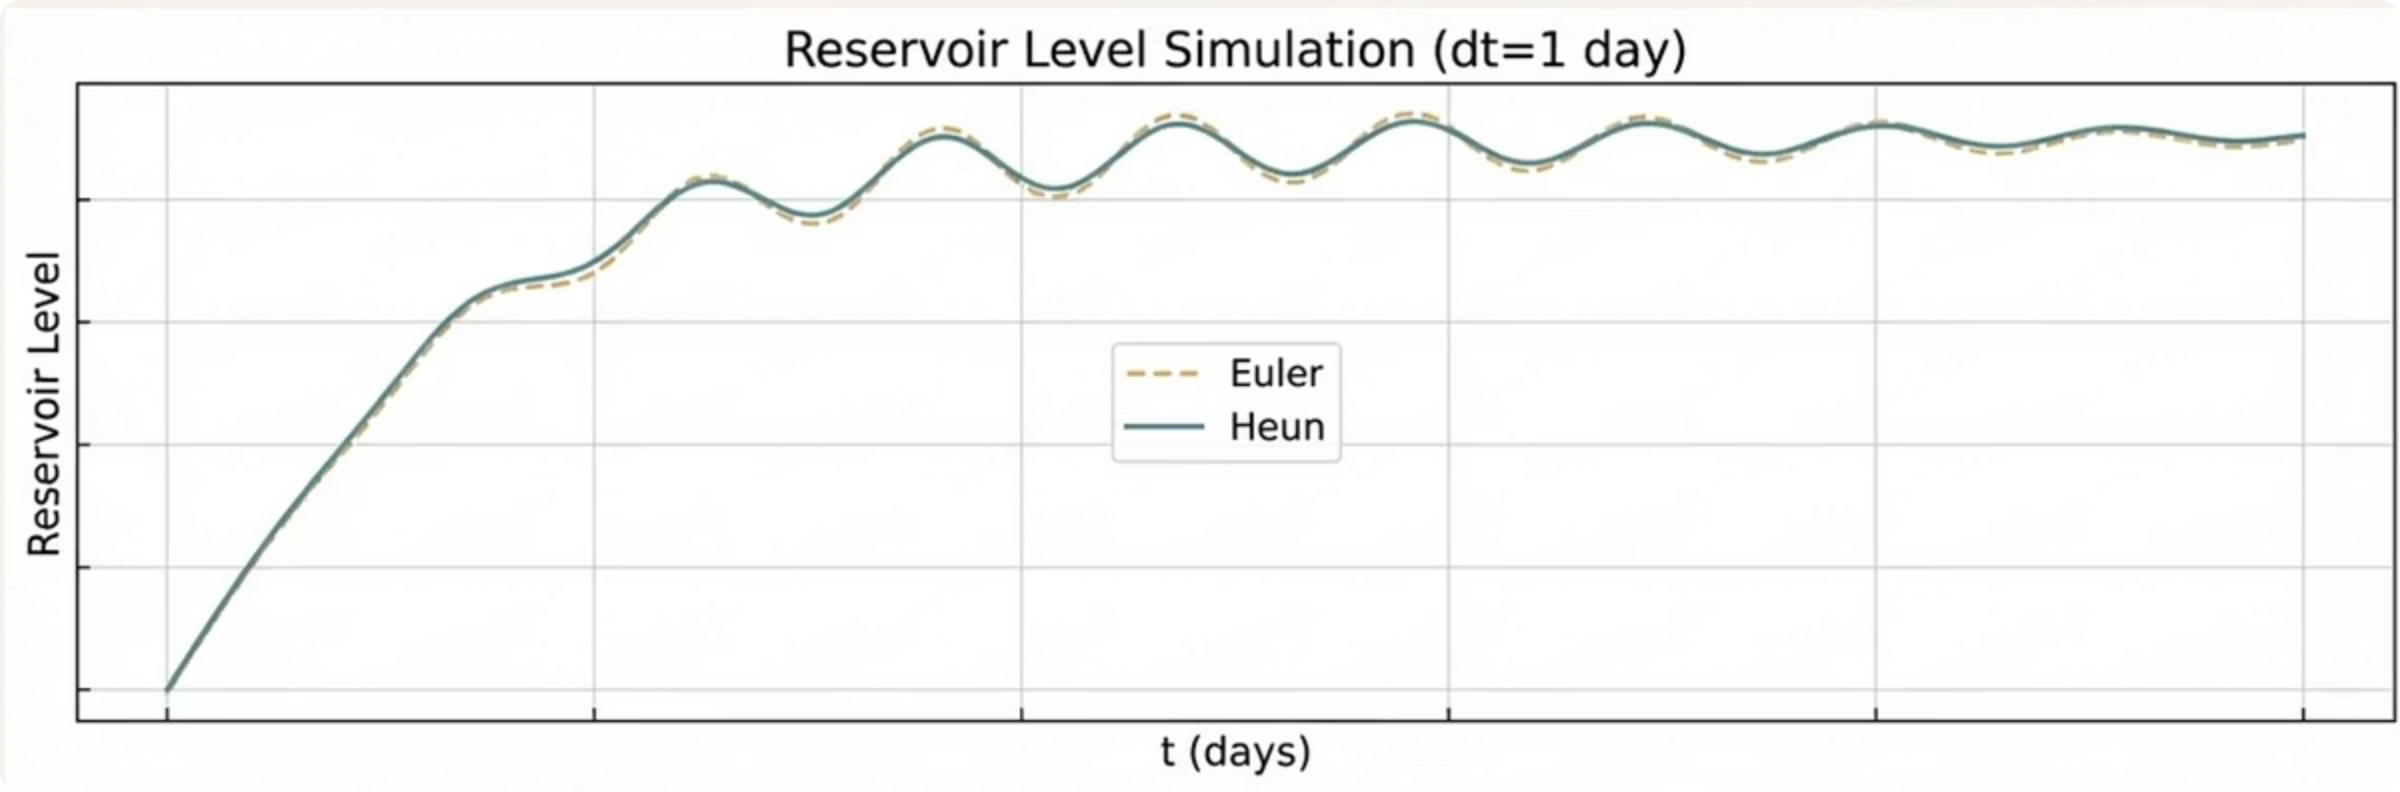 Reservoir Level Simulation (dt=1 day)
Reservoir Level
Euler
Heun
t (days)